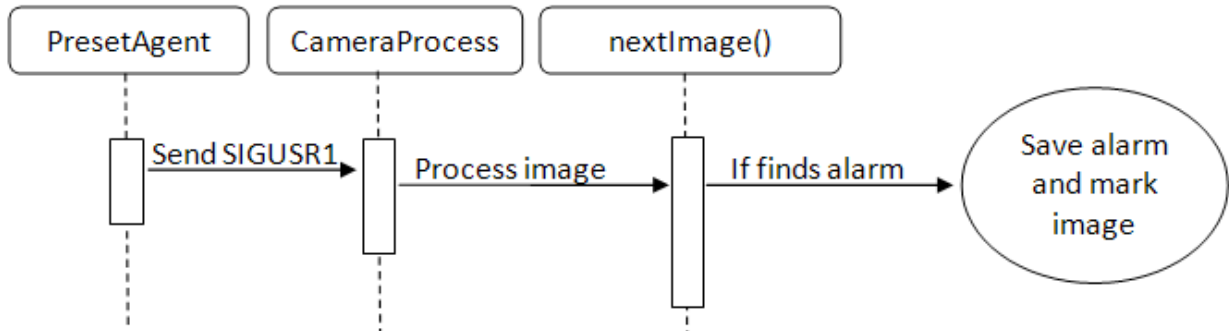 PresetAgent
CameraProcess
nextImage()
Send SIGUSR1
Process image
If finds alarm
Save alarm
and mark
image